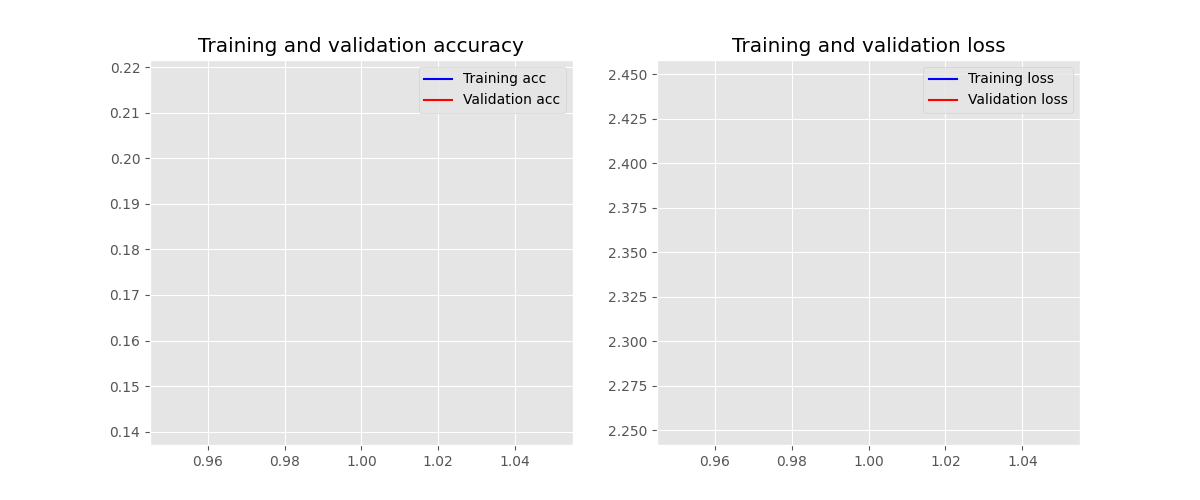 Training and validation accuracy
Training acc
Validation acc
0.22
0.21
0.20
0.19
0.18
0.17
0.16
0.15
0.14
0.96 0.98 1.00 1.02 1.04
Training and validation loss
Training loss
Validation loss
2.450
2.425
2.400
2.375
2.350
2.325
2.300
2.275
2.250
0.96 0.98 1.00 1.02 1.04